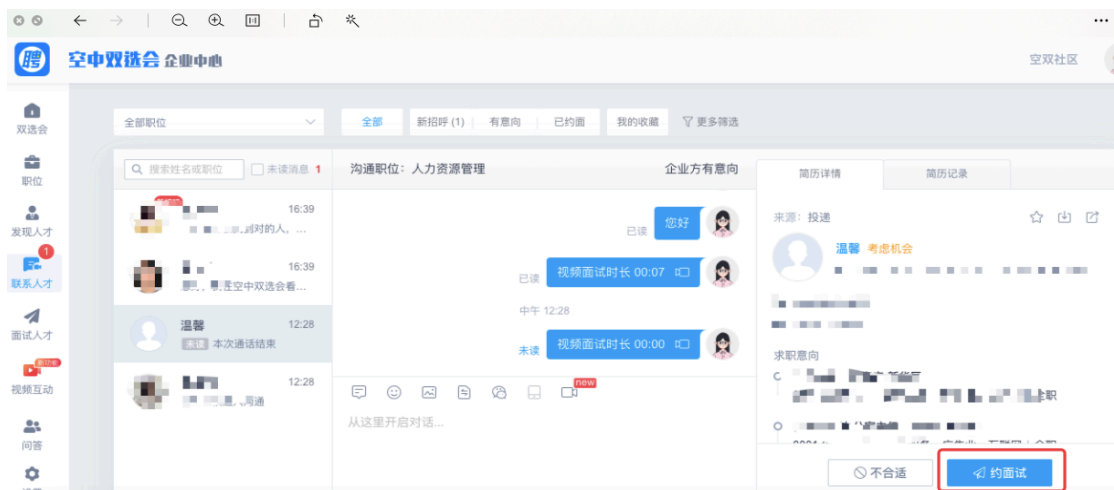 聘 空中双选会 企业中心
空双社区
双选会
职位
发现人才
1
联系人才
面试人才
视频互动
问答
全部职位
全部
新招呼 (1)
有意向
已约面
我的收藏
更多筛选
搜索姓名或职位
未读消息 1
16:39
到对的人，...
16:39
在空中双选会看...
温馨
12:28
未读 本次通话结束
12:28
沟通职位：人力资源管理
企业方有意向
已读
您好
已读
视频面试时长 00:07
中午 12:28
未读
视频面试时长 00:00
new
从这里开启对话...
简历详情
简历记录
来源：投递
温馨 考虑机会
求职意向
不合适
约面试